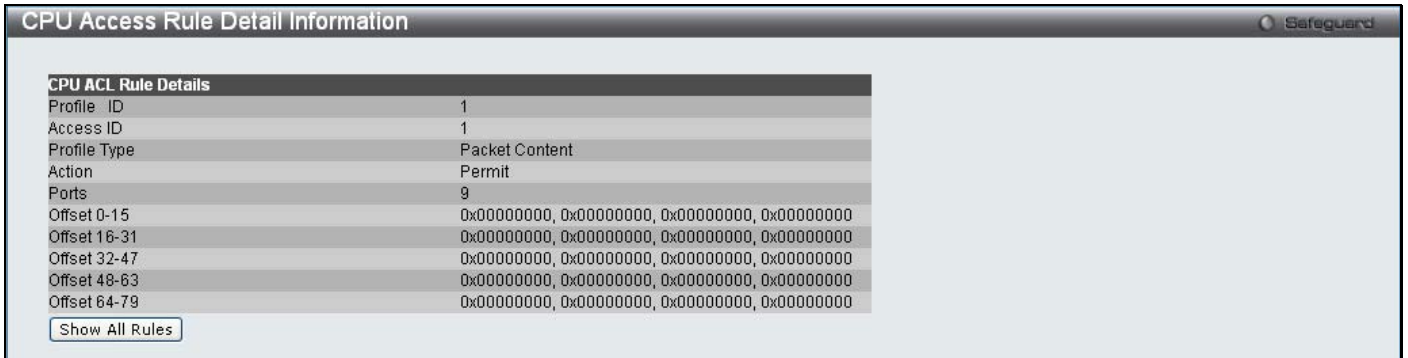 CPU Access Rule Detail Information
Safeguard
CPU ACL Rule Details
Profile ID 1
Access ID 1
Profile Type Packet Content
Action Permit
Ports 9
Offset 0-15 0x00000000, 0x00000000, 0x00000000, 0x00000000
Offset 16-31 0x00000000, 0x00000000, 0x00000000, 0x00000000
Offset 32-47 0x00000000, 0x00000000, 0x00000000, 0x00000000
Offset 48-63 0x00000000, 0x00000000, 0x00000000, 0x00000000
Offset 64-79 0x00000000, 0x00000000, 0x00000000, 0x00000000
Show All Rules